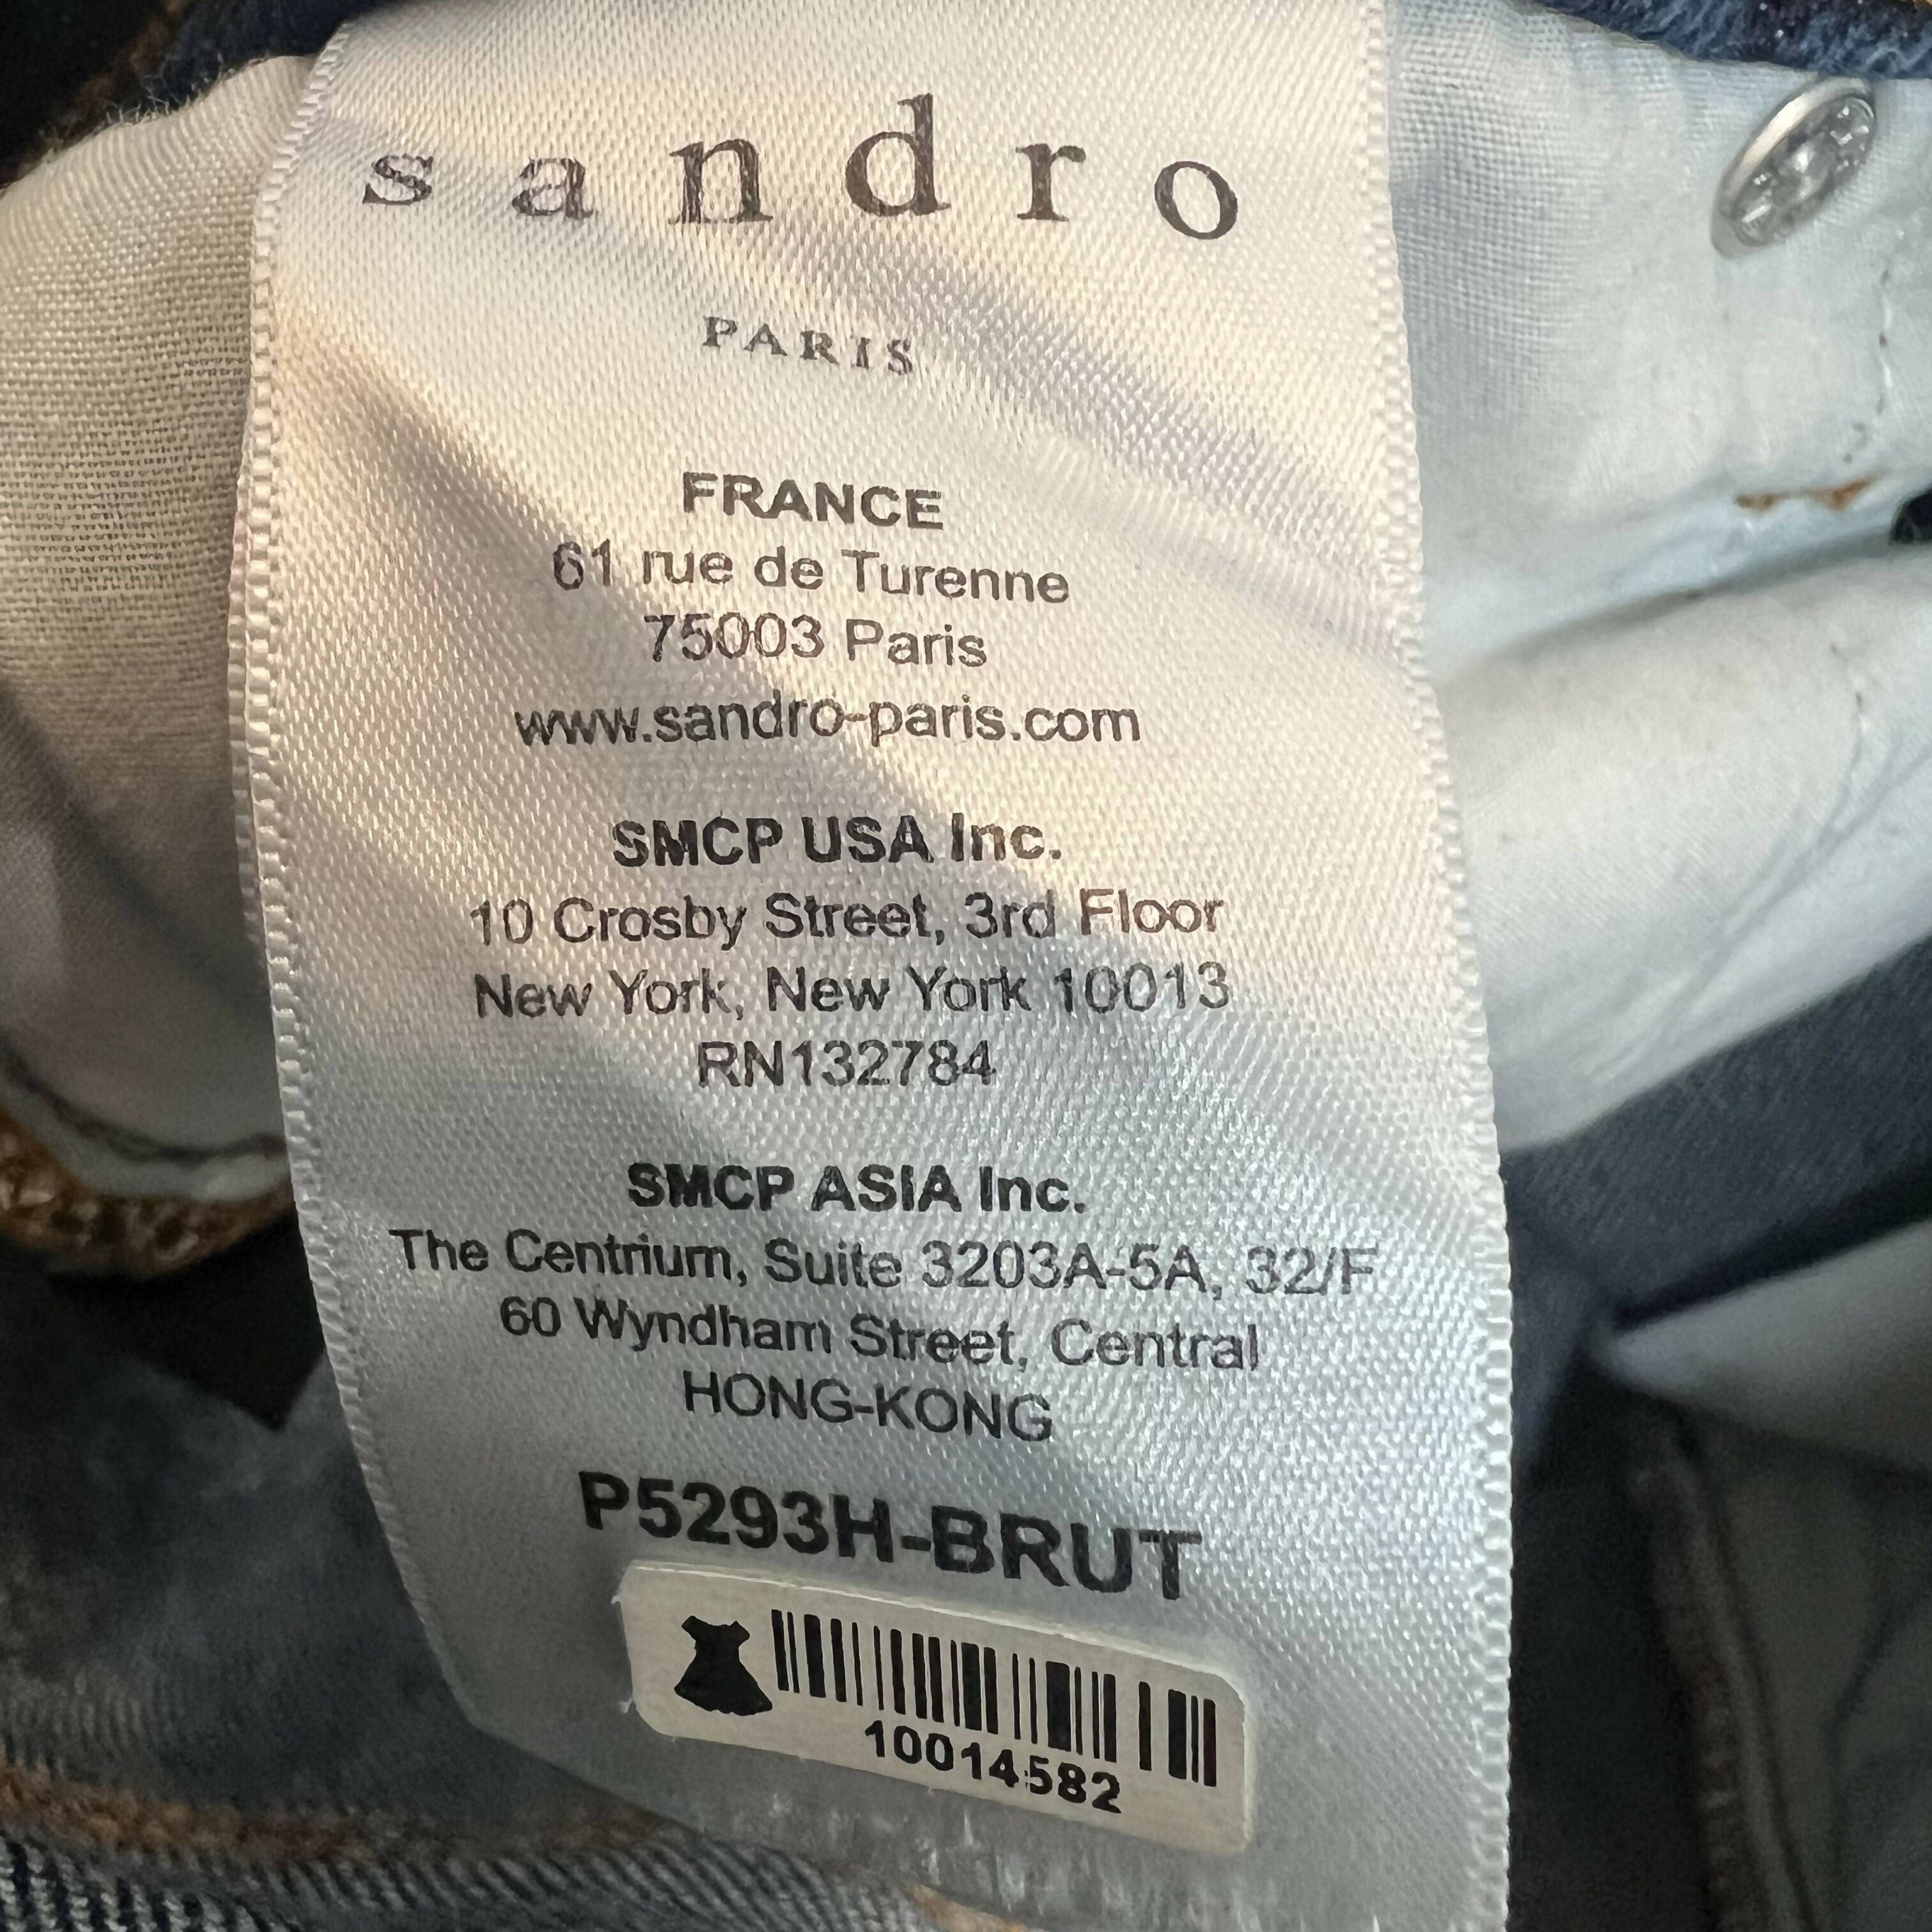 sandro
PARIS
FRANCE
61 rue de Turenne
75003 Paris
www.sandro-paris.com
SMCP USA Inc.
10 Crosby Street, 3rd Floor
New York, New York 10013
RN132784
SMCP ASIA Inc.
The Centrium, Suite 3203A-5A, 32/F
60 Wyndham Street, Central
HONG-KONG
P5293H-BRUT
10014582